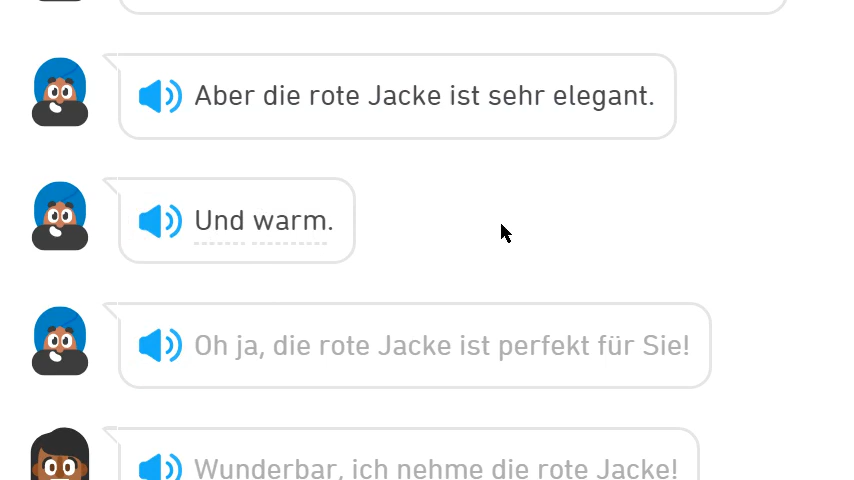 Aber die rote Jacke ist sehr elegant.
Und warm.
Oh ja, die rote Jacke ist perfekt für Sie!
Wunderbar, ich nehme die rote Jacke!